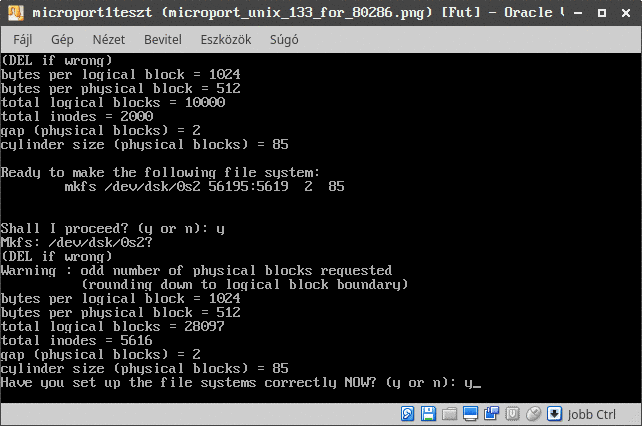 microport1teszt (microport_unix_133_for_80286.png) [Fut] - Oracle
Fájl Gép Nézet Bevitel Eszközök Súgó
(DEL if wrong)
bytes per logical block = 1024
bytes per physical block = 512
total logical blocks = 10000
total inodes = 2000
gap (physical blocks) = 2
cylinder size (physical blocks) = 85
Ready to make the following file system:
mkfs /dev/dsk/0s2 56195:5619 2 85
Shall I proceed? (y or n): y
Mkfs: /dev/dsk/0s2?
(DEL if wrong)
Warning : odd number of physical blocks requested
(rounding down to logical block boundary)
bytes per logical block = 1024
bytes per physical block = 512
total logical blocks = 28097
total inodes = 5616
gap (physical blocks) = 2
cylinder size (physical blocks) = 85
Have you set up the file systems correctly NOW? (y or n): y_
Jobb Ctrl